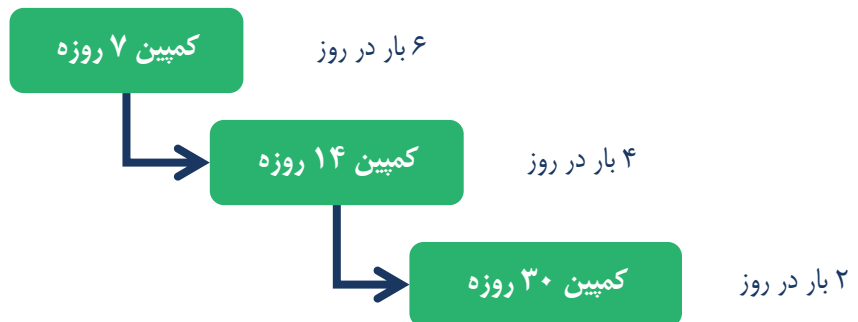 کمپین ۷ روزه
۶ بار در روز
کمپین ۱۴ روزه
۴ بار در روز
کمپین ۳۰ روزه
۲ بار در روز